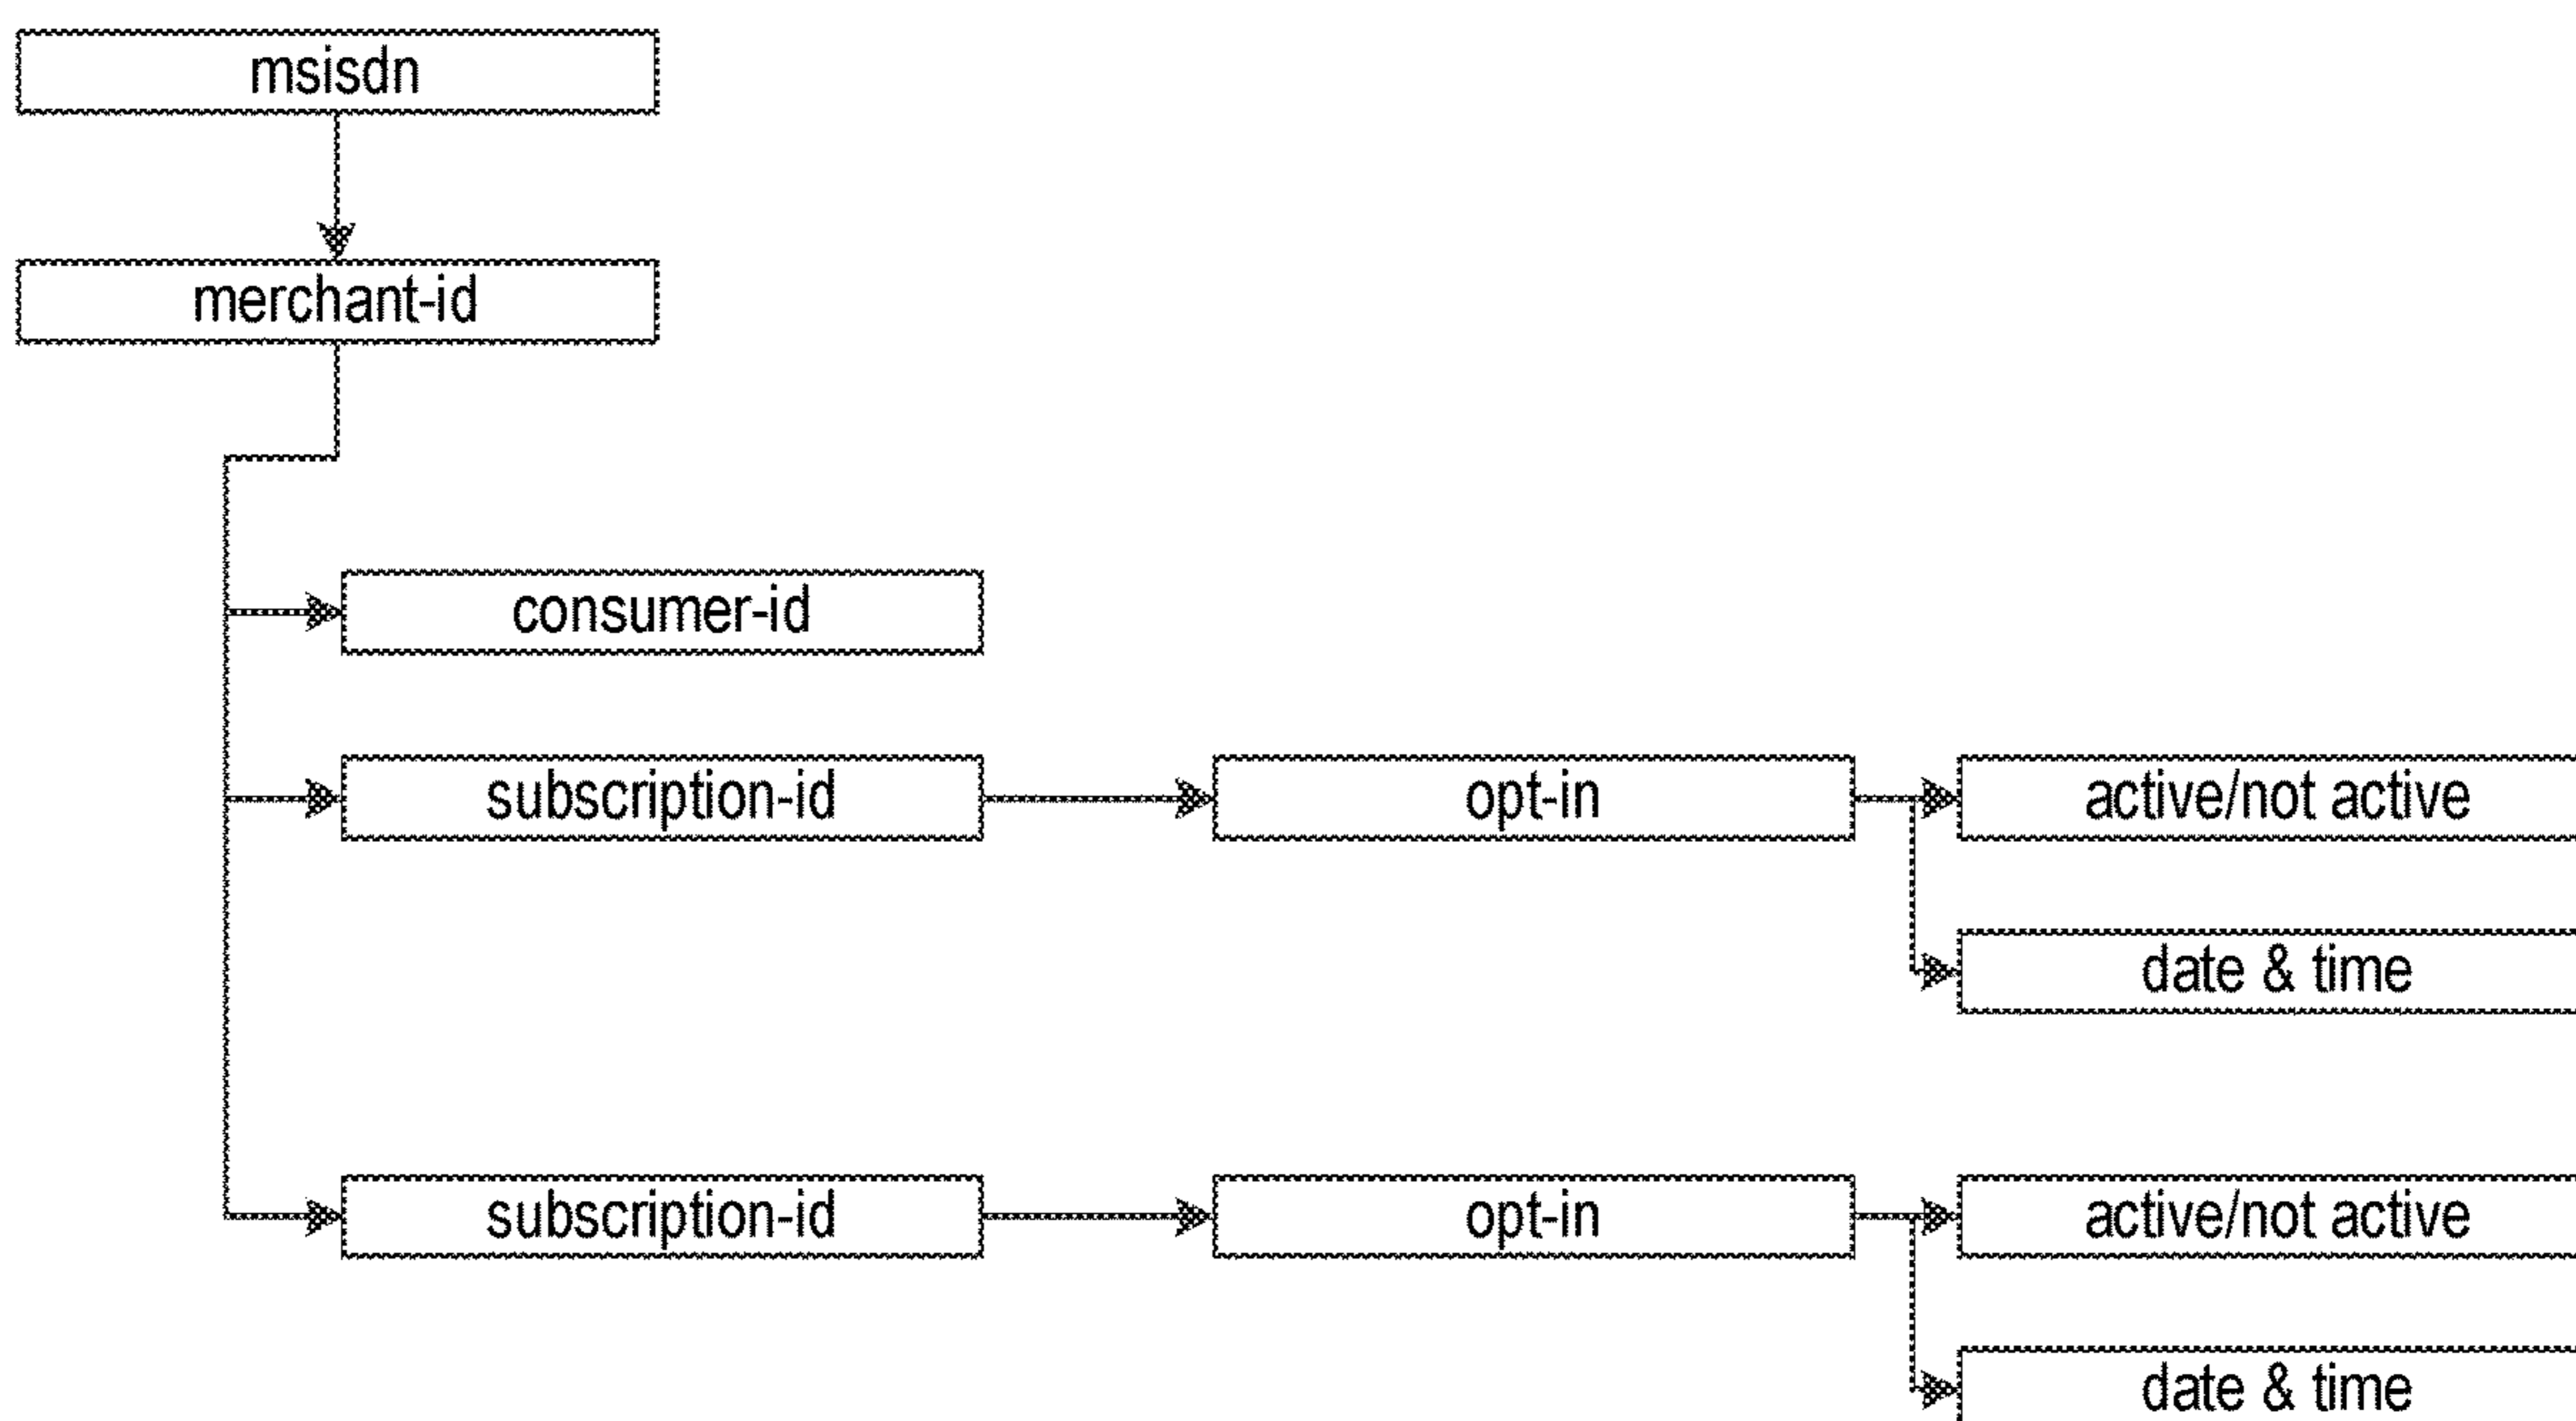 msisdn
merchant-id
consumer-id
subscription-id
opt-in
active/not active
date & time
subscription-id
opt-in
active/not active
date & time